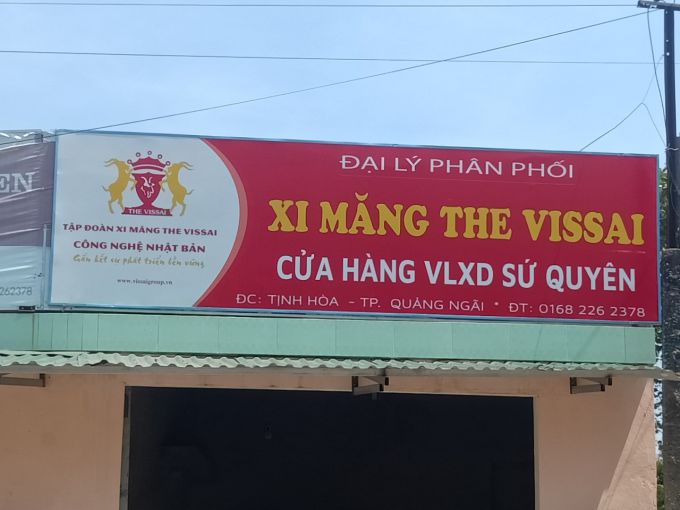 EN
262378
THE VISSAI
TẬP ĐOÀN XI MĂNG THE VISSAI
CÔNG NGHỆ NHẬT BẢN
Gắn kết sự phát triển bền vững
www.vissaigroup.vn
ĐẠI LÝ PHÂN PHỐI
XI MĂNG THE VISSAI
CỬA HÀNG VLXD SỨ QUYÊN
ĐC: TỊNH HÒA - TP. QUẢNG NGÃI * ĐT: 0168 226 2378